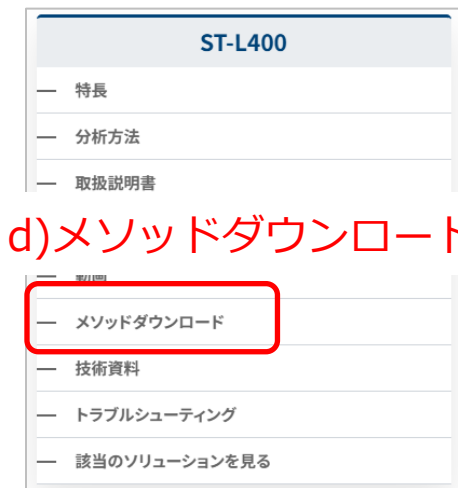 ST-L400
— 特長
— 分析方法
— 取扱説明書
d)メソッドダウンロード
— 動画
— メソッドダウンロード
— 技術資料
— トラブルシューティング
— 該当のソリューションを見る